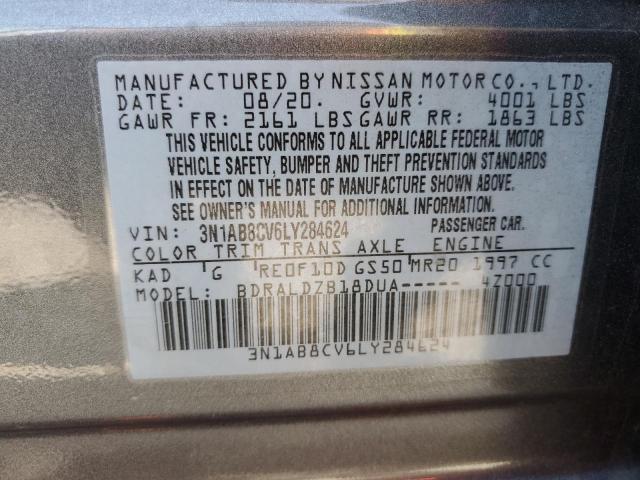 MANUFACTURED BY NISSAN MOTOR CO., LTD.
DATE: 08/20. GVWR: 4001 LBS
GAWR FR: 2161 LBS GAWR RR: 1863 LBS
THIS VEHICLE CONFORMS TO ALL APPLICABLE FEDERAL MOTOR
VEHICLE SAFETY, BUMPER AND THEFT PREVENTION STANDARDS
IN EFFECT ON THE DATE OF MANUFACTURE SHOWN ABOVE.
SEE OWNER'S MANUAL FOR ADDITIONAL INFORMATION.
VIN: 3N1AB8CV6LY284624 PASSENGER CAR.
COLOR TRIM TRANS AXLE ENGINE
KAD G RE0F10D GS50 MR20 1997 CC
MODEL: BDRALDZB18DUA----- 4Z000
3N1AB8CV6LY284624